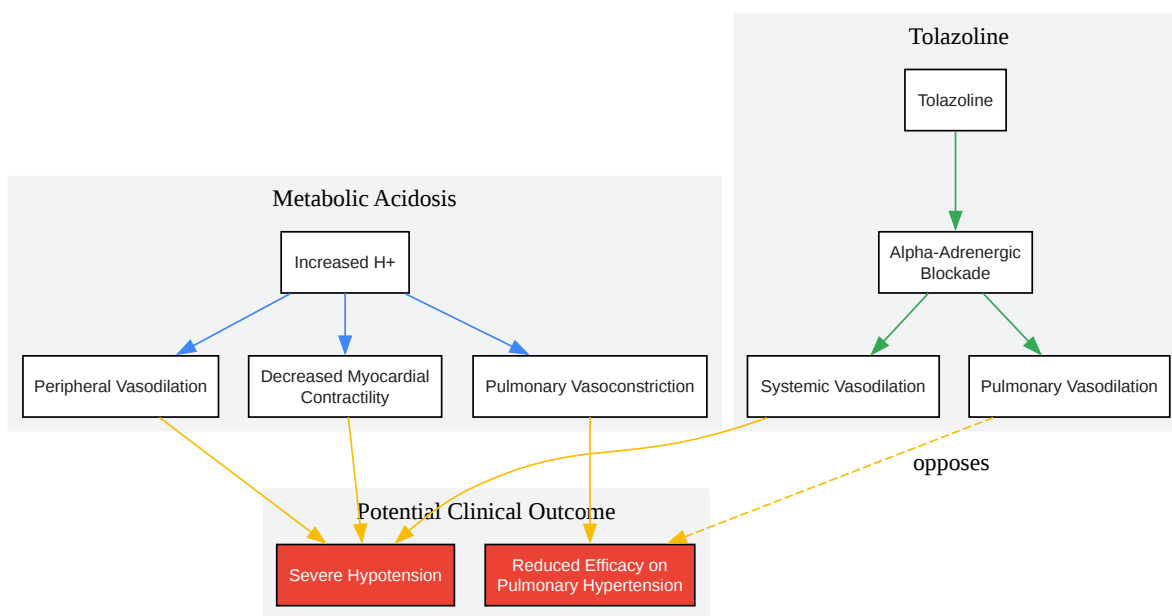 Tolazoline
Tolazoline
Metabolic Acidosis
Increased H+
Alpha-Adrenergic
Blockade
Peripheral Vasodilation
Decreased Myocardial
Contractility
Pulmonary Vasoconstriction
Systemic Vasodilation
Pulmonary Vasodilation
opposes
Potential Clinical Outcome
Severe Hypotension
Reduced Efficacy on
Pulmonary Hypertension